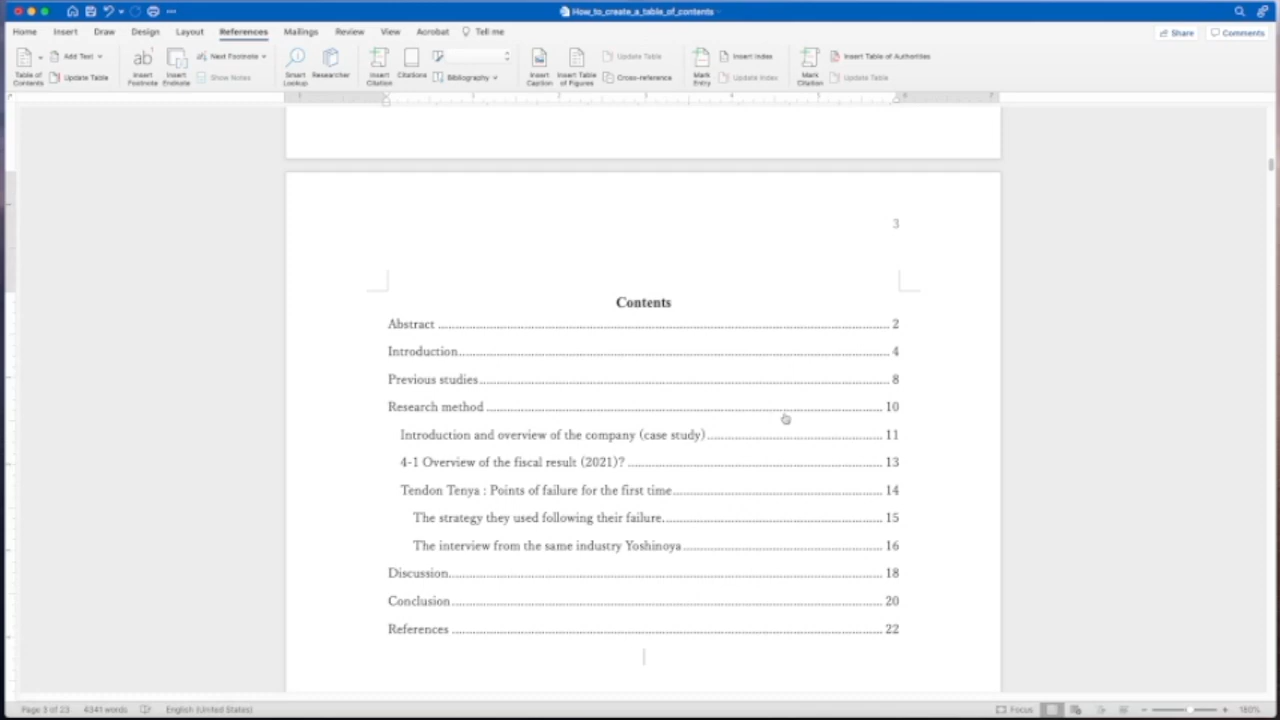 How_to_create_a_table_of_contents
Home Insert Draw Design Layout References Mailings Review View Acrobat Tell me Share Comments
Table of Contents
Add Text
Update Table
Insert Footnote
Insert Endnote
Next Footnote
Show Notes
Smart Lookup
Researcher
Insert Citation
Citations
Bibliography
Insert Caption
Insert Table of Figures
Update Table
Cross-reference
Mark Entry
Insert Index
Update Index
Mark Citation
Insert Table of Authorities
Update Table
3
Contents
Abstract 2
Introduction 4
Previous studies 8
Research method 10
Introduction and overview of the company (case study) 11
4-1 Overview of the fiscal result (2021)? 13
Tendon Tenya : Points of failure for the first time 14
The strategy they used following their failure. 15
The interview from the same industry Yoshinoya 16
Discussion 18
Conclusion 20
References 22
Page 3 of 23 4341 words English (United States) Focus 180%